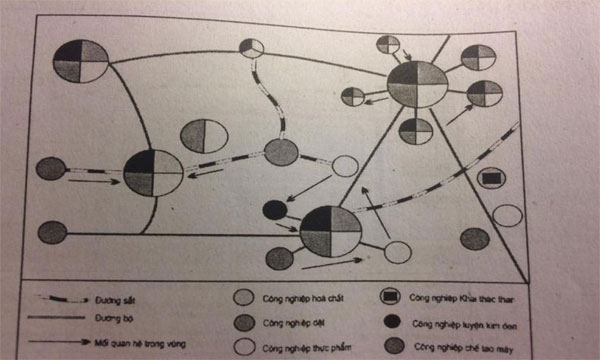 Đường sắt
Đường bộ
Mối quan hệ trong vùng
Công nghiệp hoá chất
Công nghiệp dệt
Công nghiệp thực phẩm
Công nghiệp Khai thác than
Công nghiệp luyện kim đen
Công nghiệp chế tạo máy